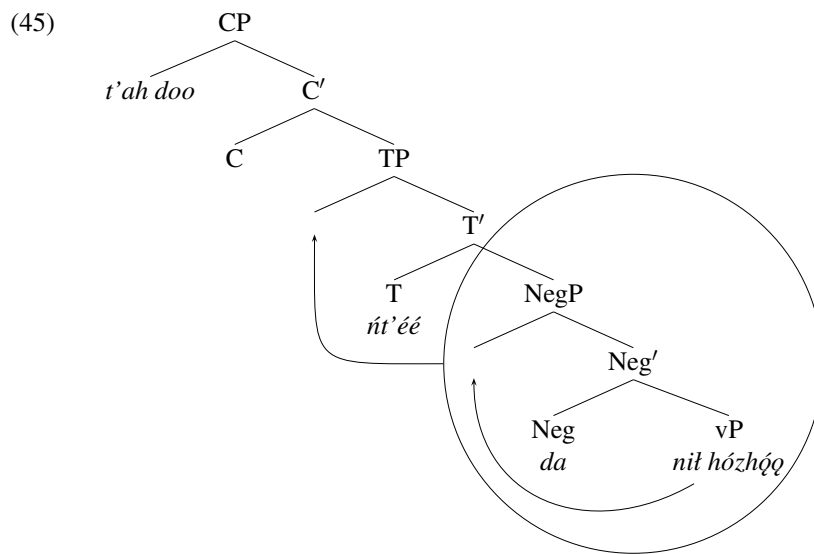 (45) CP
t’ah doo C′
C TP
T′
T NegP
ńt’éé Neg′
Neg vP
da nił hózhǫ́ǫ